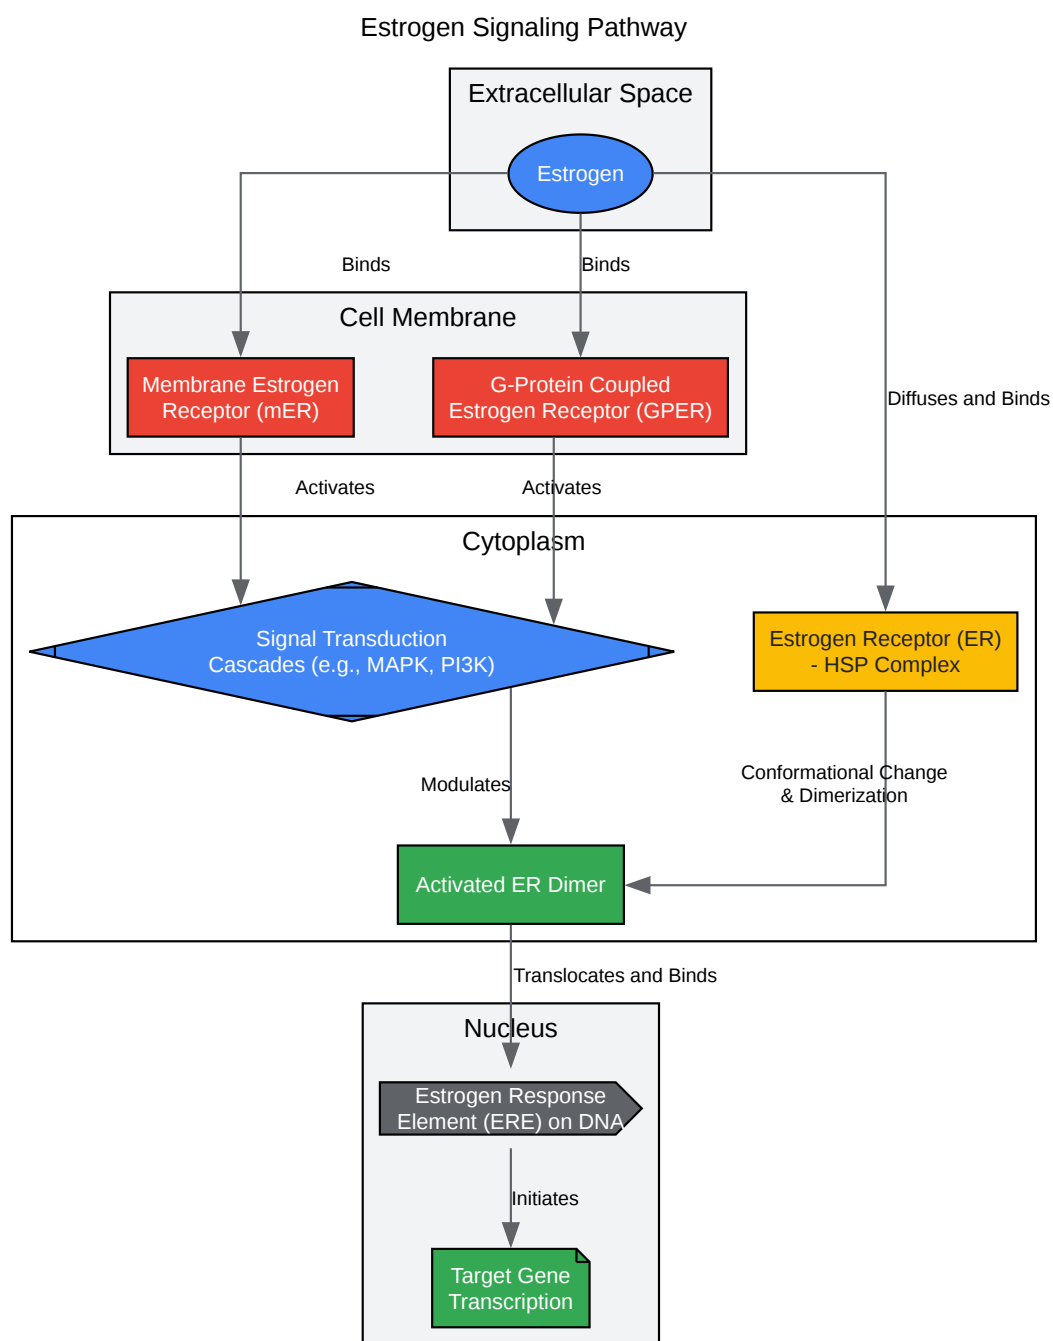 Estrogen Signaling Pathway
Extracellular Space
Estrogen
Binds
Binds
Cell Membrane
Membrane Estrogen
Receptor (mER)
G-Protein Coupled
Estrogen Receptor (GPER)
Diffuses and Binds
Activates
Activates
Cytoplasm
Signal Transduction
Cascades (e.g., MAPK, PI3K)
Estrogen Receptor (ER)
- HSP Complex
Modulates
Conformational Change
& Dimerization
Activated ER Dimer
Translocates and Binds
Nucleus
Estrogen Response
Element (ERE) on DNA
Initiates
Target Gene
Transcription